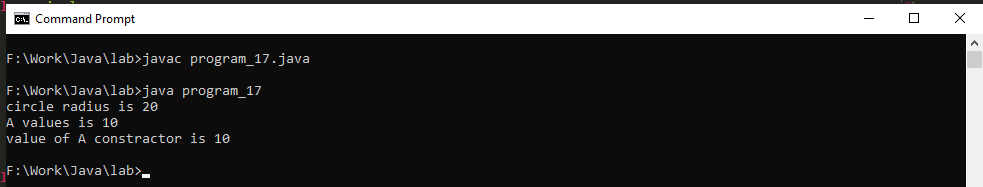 Command Prompt
F:\Work\Java\lab>javac program_17.java
F:\Work\Java\lab>java program_17
circle radius is 20
A values is 10
value of A constractor is 10
F:\Work\Java\lab>